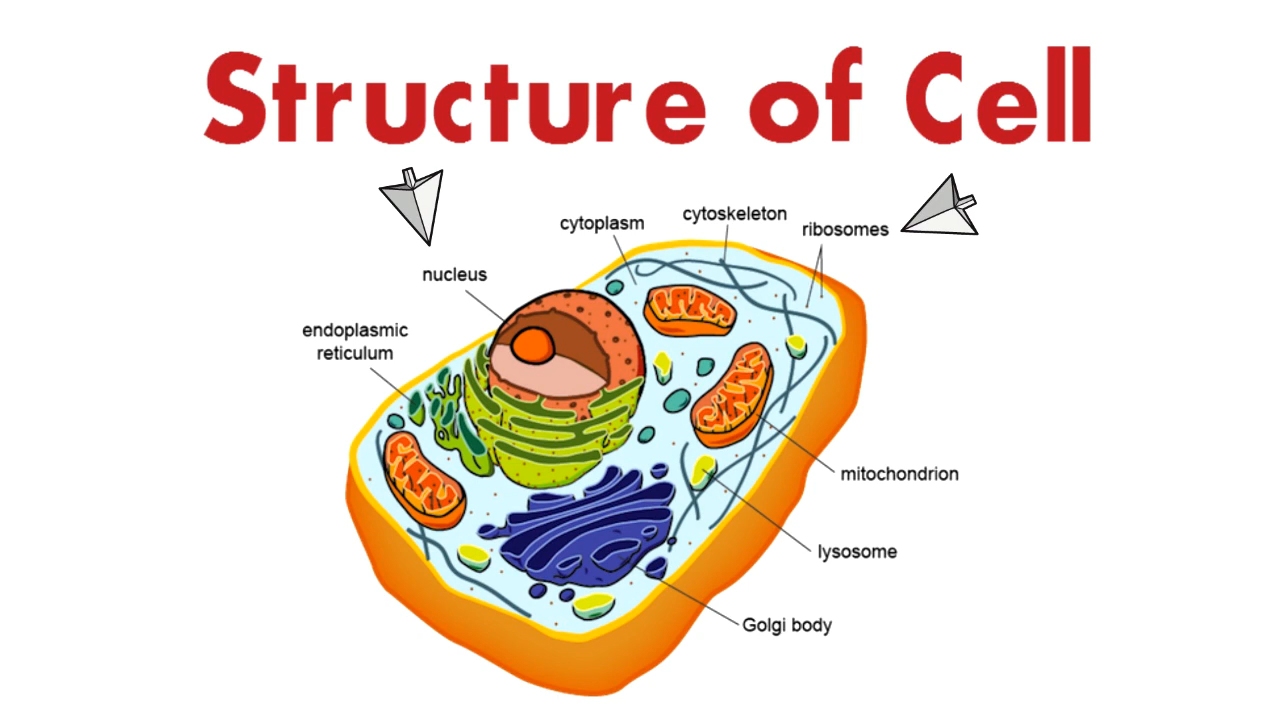 Structure of Cell
cytoplasm
cytoskeleton
ribosomes
nucleus
endoplasmic
reticulum
mitochondrion
lysosome
Golgi body